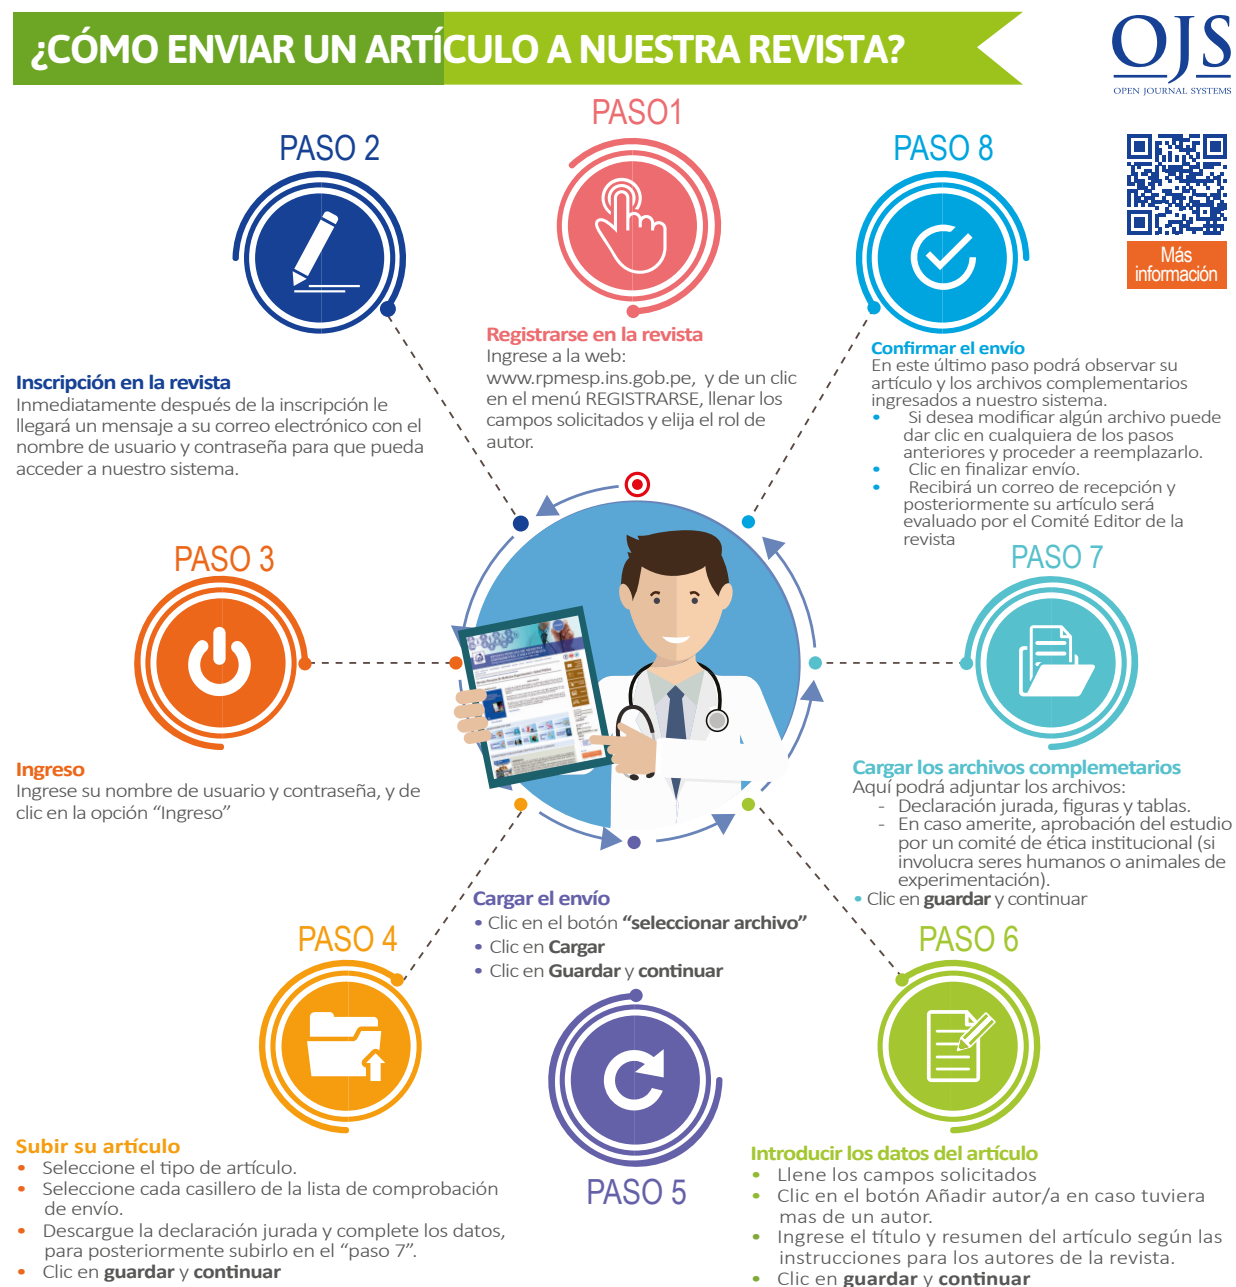 ¿CÓMO ENVIAR UN ARTÍCULO A NUESTRA REVISTA?
OJS
OPEN JOURNAL SYSTEMS
Más
información
PASO1
Registrarse en la revista
Ingrese a la web:
www.rpmesp.ins.gob.pe, y de un clic
en el menú REGISTRARSE, llenar los
campos solicitados y elija el rol de
autor.
PASO 2
Inscripción en la revista
Inmediatamente después de la inscripción le
llegará un mensaje a su correo electrónico con el
nombre de usuario y contraseña para que pueda
acceder a nuestro sistema.
PASO 3
Ingreso
Ingrese su nombre de usuario y contraseña, y de
clic en la opción “Ingreso”
PASO 4
Subir su artículo
• Seleccione el tipo de artículo.
• Seleccione cada casillero de la lista de comprobación
de envío.
• Descargue la declaración jurada y complete los datos,
para posteriormente subirlo en el “paso 7”.
• Clic en guardar y continuar
Cargar el envío
• Clic en el botón “seleccionar archivo”
• Clic en Cargar
• Clic en Guardar y continuar
PASO 5
PASO 6
Introducir los datos del artículo
• Llene los campos solicitados
• Clic en el botón Añadir autor/a en caso tuviera
mas de un autor.
• Ingrese el título y resumen del artículo según las
instrucciones para los autores de la revista.
• Clic en guardar y continuar
PASO 7
Cargar los archivos complemetarios
Aquí podrá adjuntar los archivos:
- Declaración jurada, figuras y tablas.
- En caso amerite, aprobación del estudio
por un comité de ética institucional (si
involucra seres humanos o animales de
experimentación).
• Clic en guardar y continuar
PASO 8
Confirmar el envío
En este último paso podrá observar su
artículo y los archivos complementarios
ingresados a nuestro sistema.
• Si desea modificar algún archivo puede
dar clic en cualquiera de los pasos
anteriores y proceder a reemplazarlo.
• Clic en finalizar envío.
• Recibirá un correo de recepción y
posteriormente su artículo será
evaluado por el Comité Editor de la
revista